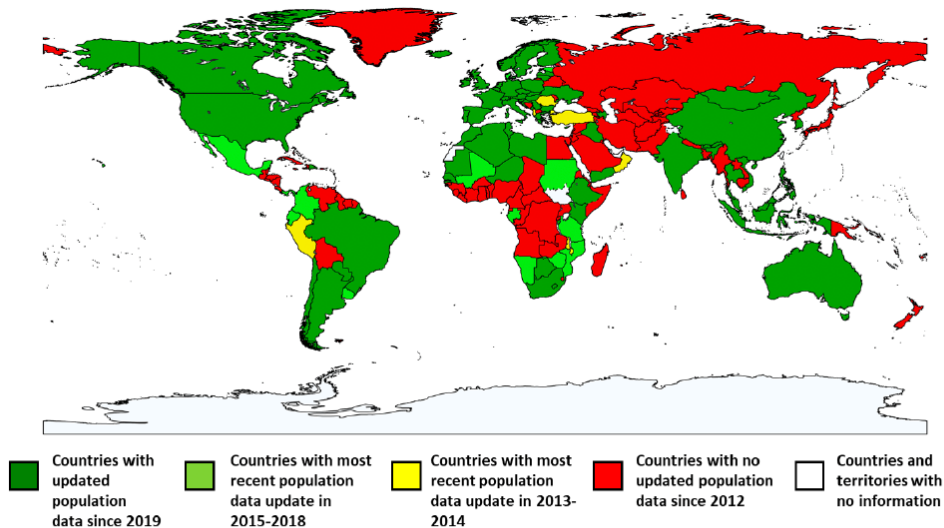 Countries with
updated
population
data since 2019
Countries with most
recent population
data update in
2015-2018
Countries with most
recent population
data update in 2013-
2014
Countries with no
updated population
data since 2012
Countries and
territories with
no information